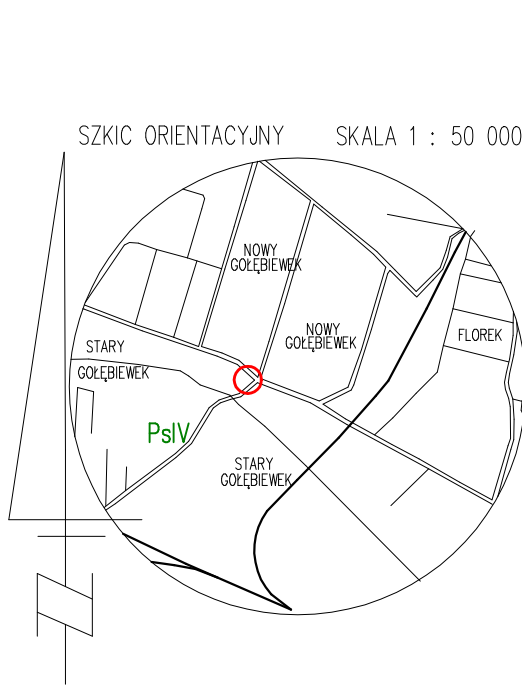 SZKIC ORIENTACYJNY SKALA 1 : 50 000
NOWY
GOŁĘBIEWEK
NOWY
GOŁĘBIEWEK
FLOREK
STARY
GOŁĘBIEWEK
PsIV
STARY
GOŁĘBIEWEK